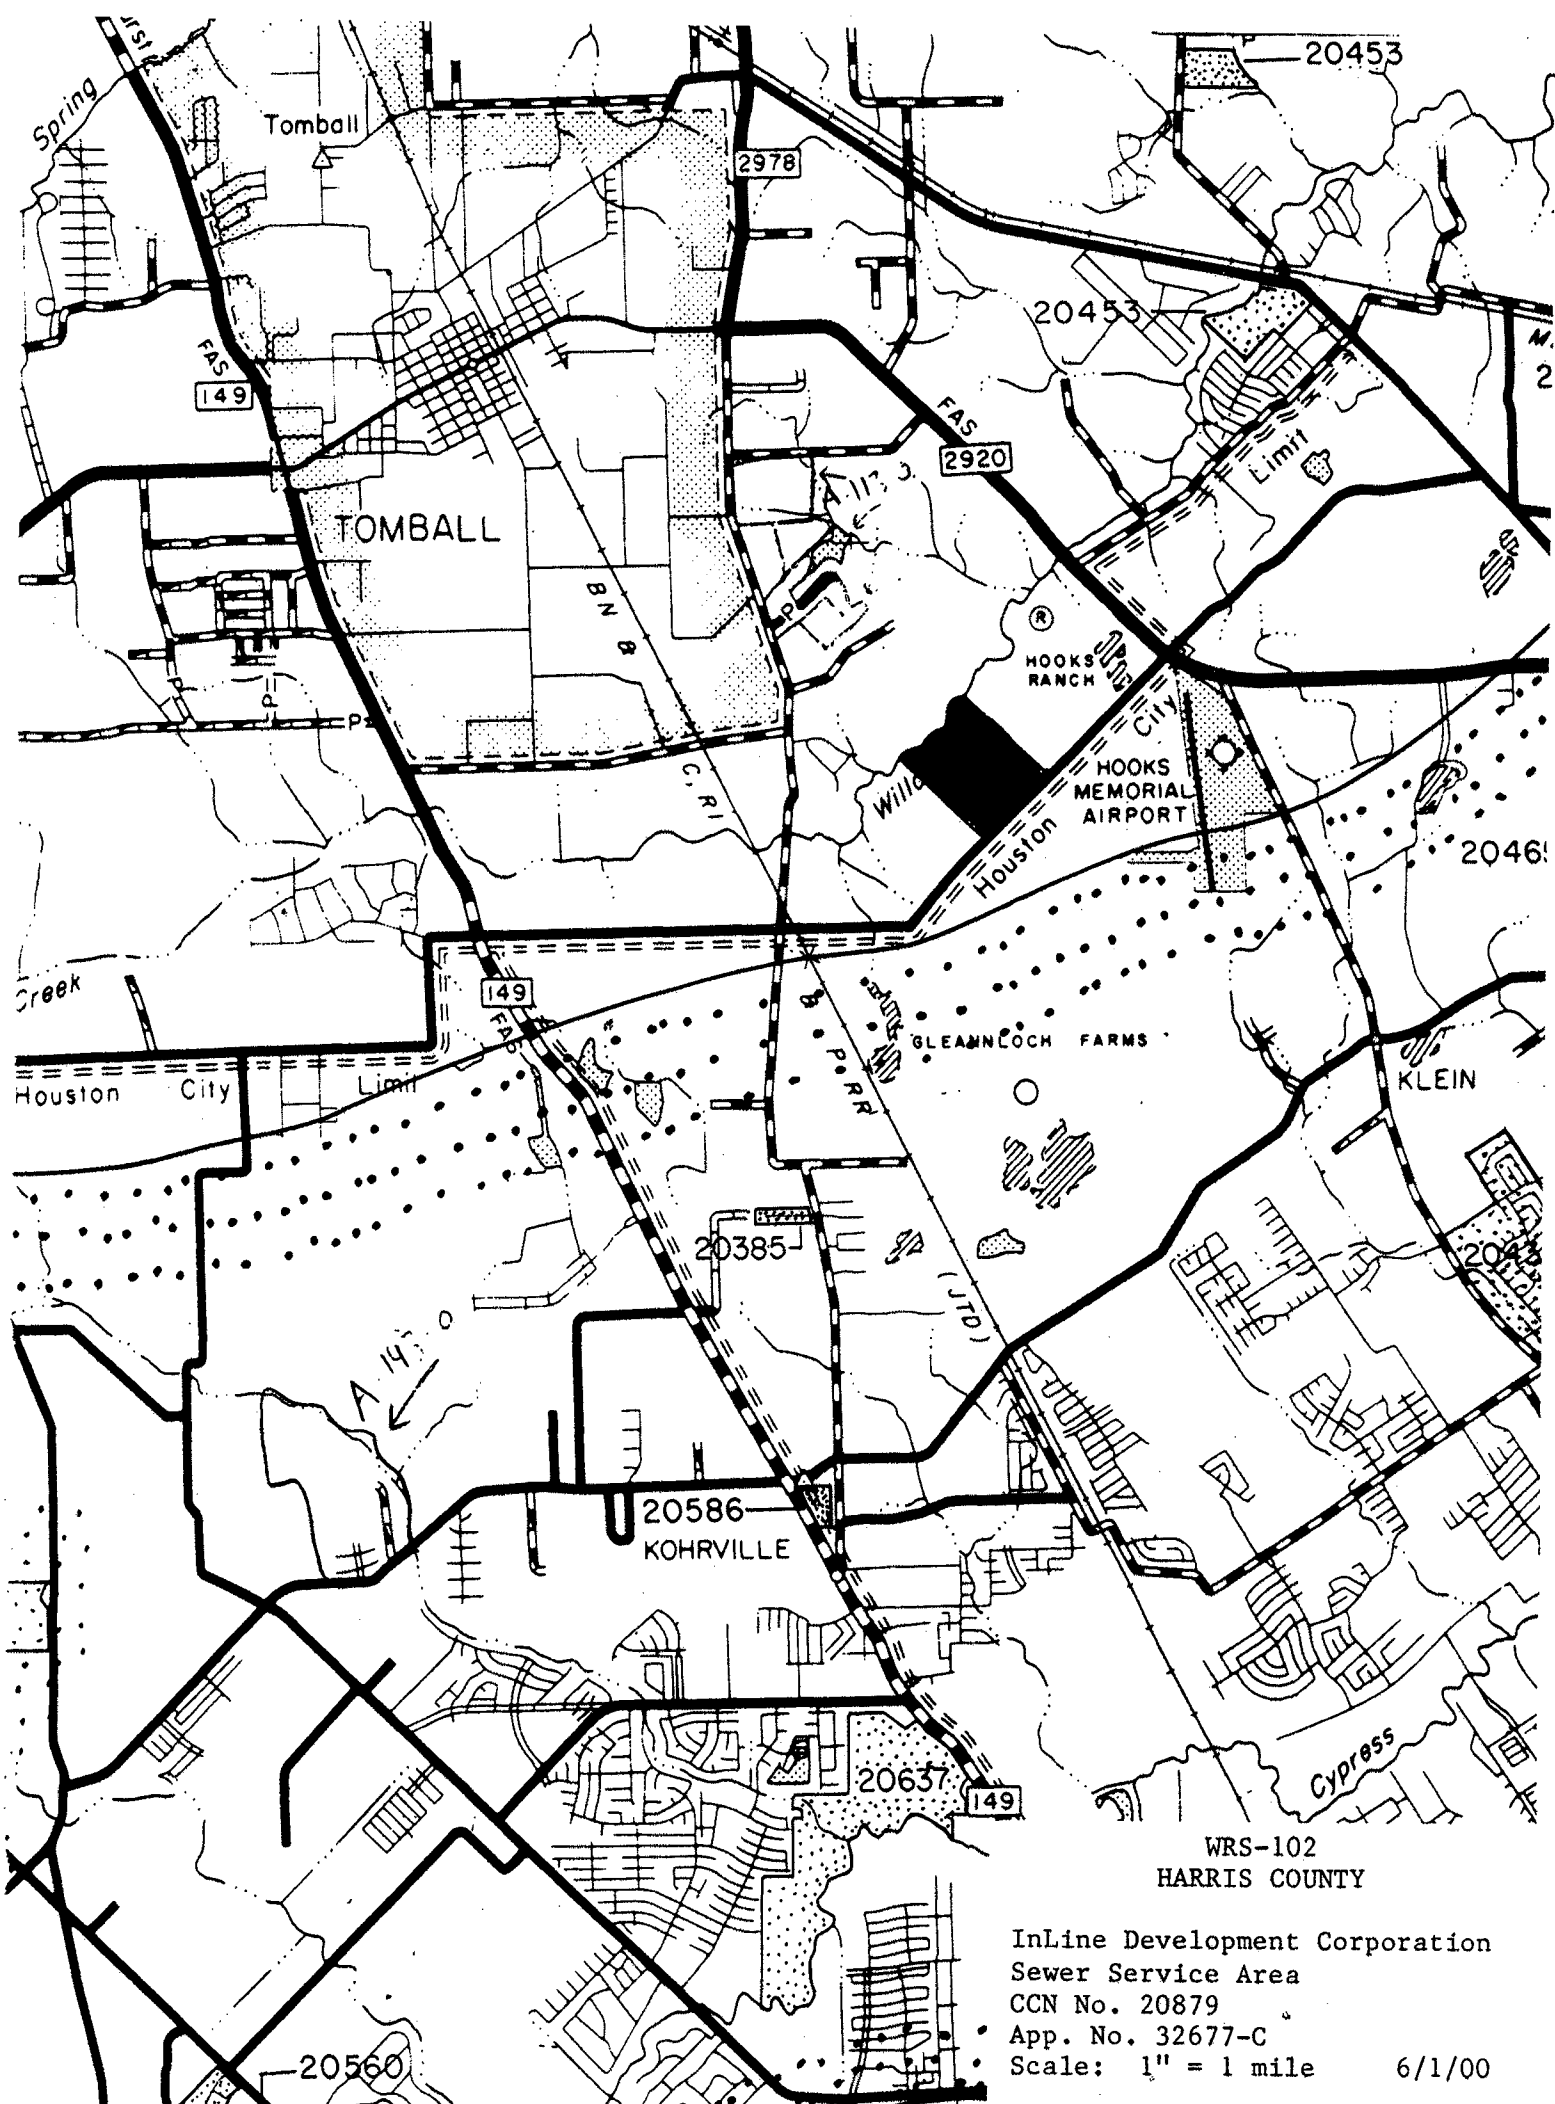 20453
Spring
Tomball
2978
20453
FAS
149
FAS
2920
Limit
TOMBALL
BN
B
P
HOOKS
RANCH
R
P
P
P
City
C, RI
HOOKS
MEMORIAL
AIRPORT
Houston
Creek
149
FAS
GLEANNLOCH FARMS
B
P. RR
KLEIN
Houston City Limit
20385
(JTD)
20586
KOHRVILLE
20637
149
Cypress
WRS-102
HARRIS COUNTY
InLine Development Corporation
Sewer Service Area
CCN No. 20879
App. No. 32677-C
Scale: 1" = 1 mile 6/1/00
20560